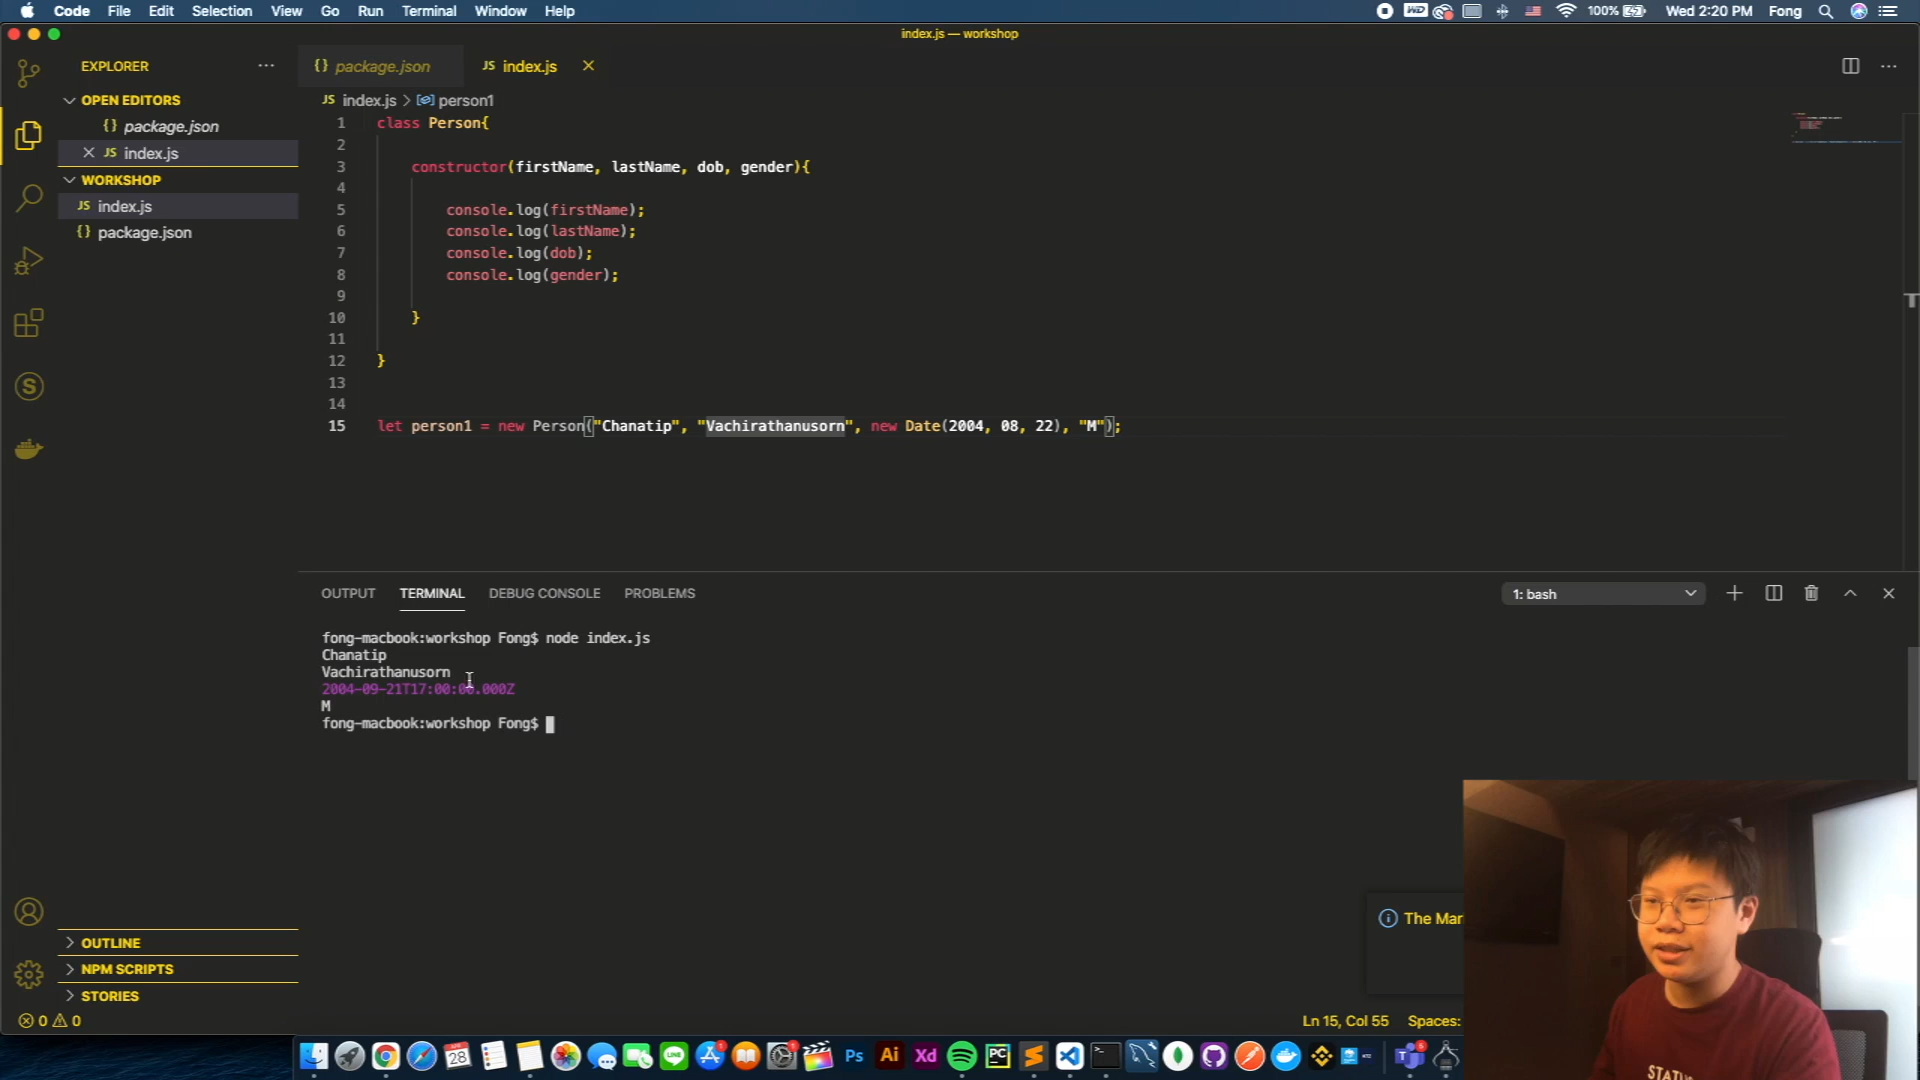 Code File Edit Selection View Go Run Terminal Window Help
WD 100% Wed 2:20 PM Fong
index.js — workshop
EXPLORER ···
{} package.json JS index.js ×
OPEN EDITORS
{} package.json
× JS index.js
WORKSHOP
JS index.js
{} package.json
JS index.js > person1
1 class Person{
2
3 constructor(firstName, lastName, dob, gender){
4
5 console.log(firstName);
6 console.log(lastName);
7 console.log(dob);
8 console.log(gender);
9
10 }
11
12 }
13
14
15 let person1 = new Person("Chanatip", "Vachirathanusorn", new Date(2004, 08, 22), "M");
OUTPUT TERMINAL DEBUG CONSOLE PROBLEMS
1: bash
fong-macbook:workshop Fong$ node index.js
Chanatip
Vachirathanusorn
2004-09-21T17:00:00.000Z
M
fong-macbook:workshop Fong$
The Mar
OUTLINE
NPM SCRIPTS
STORIES
0 0
Ln 15, Col 55 Spaces:
28 Ps Ai Xd PC